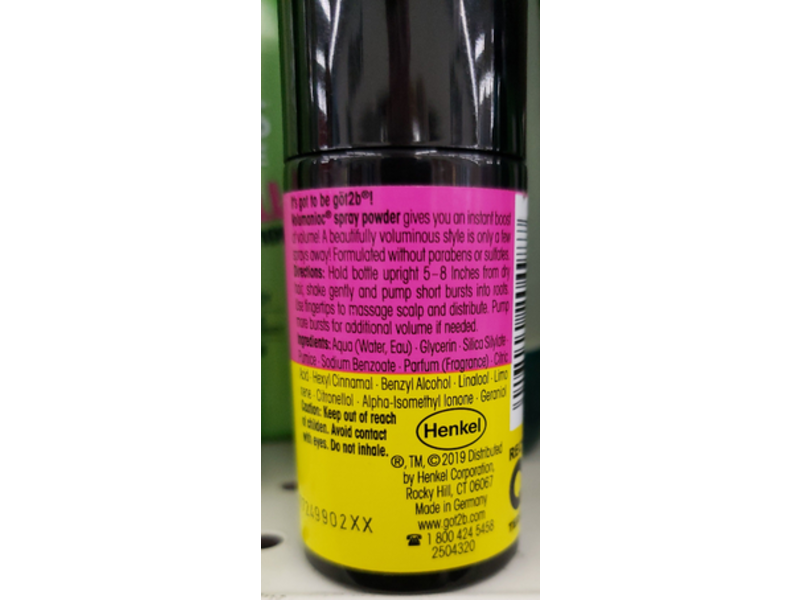 It's got to be göt2b®!
Volumaniac® spray powder gives you an instant boost
of volume! A beautifully voluminous style is only a few
sprays away! Formulated without parabens or sulfates.
Directions: Hold bottle upright 5-8 Inches from dry
hair, shake gently and pump short bursts into roots.
Use fingertips to massage scalp and distribute. Pump
more bursts for additional volume if needed.
Ingredients: Aqua (Water, Eau) · Glycerin · Silica Silylate ·
Pumice · Sodium Benzoate · Parfum (Fragrance) · Citric
Acid · Hexyl Cinnamal · Benzyl Alcohol · Linalool · Limo
nene · Citronellol · Alpha-Isomethyl Ionone · Geraniol
Caution: Keep out of reach
of children. Avoid contact
with eyes. Do not inhale.
Henkel
®, TM, © 2019 Distributed
by Henkel Corporation,
Rocky Hill, CT 06067
Made in Germany
www.got2b.com
☎ 1 800 424 5458
2504320
249902XX